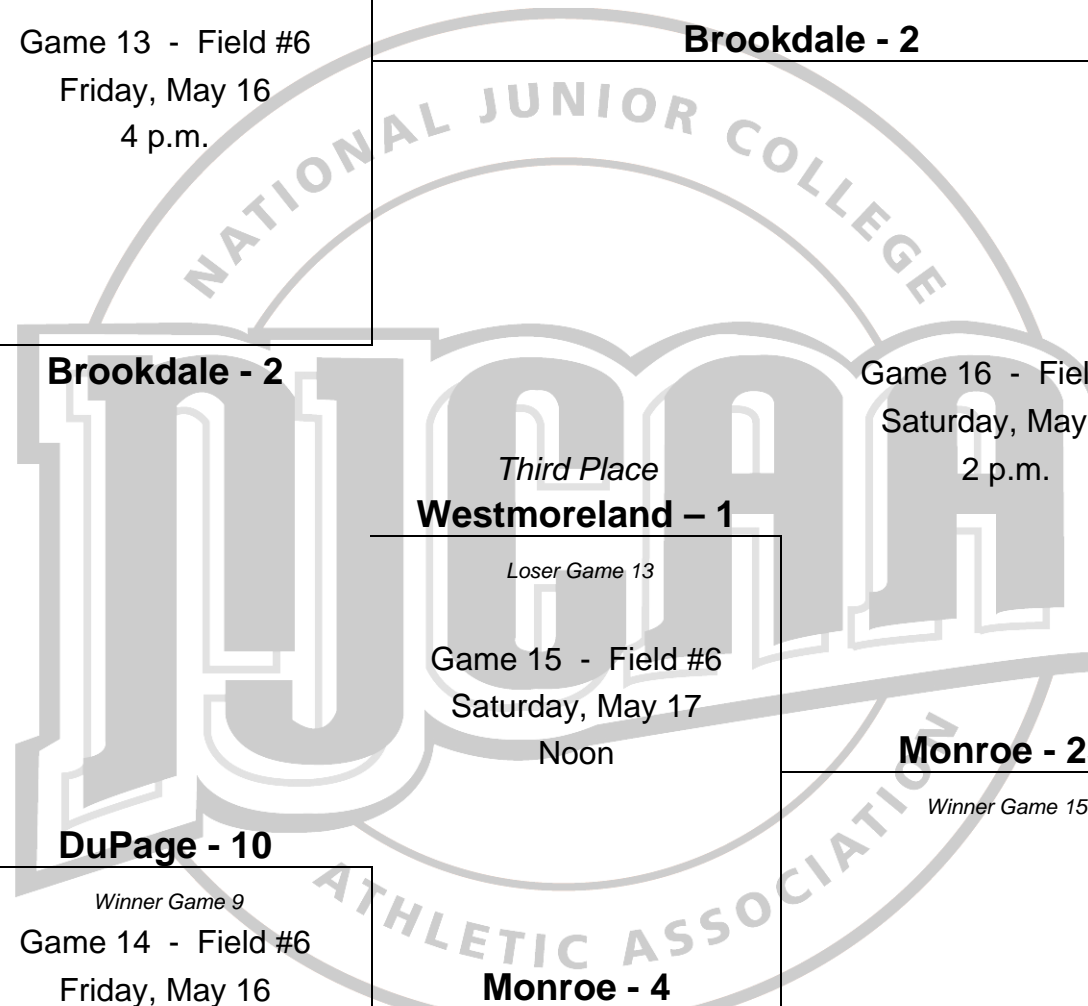 Game 13 - Field #6
Friday, May 16
4 p.m.
Brookdale - 2
NATIONAL JUNIOR COLLEGE
Brookdale - 2
NJCAA
Game 16 -
Saturday, May
2 p.m.
Third Place
Westmoreland – 1
Loser Game 13
Game 15 - Field #6
Saturday, May 17
Noon
Monroe - 2
Winner Game 15
DuPage - 10
Winner Game 9
Game 14 - Field #6
Friday, May 16
Monroe - 4
ATHLETIC ASSOCIATION